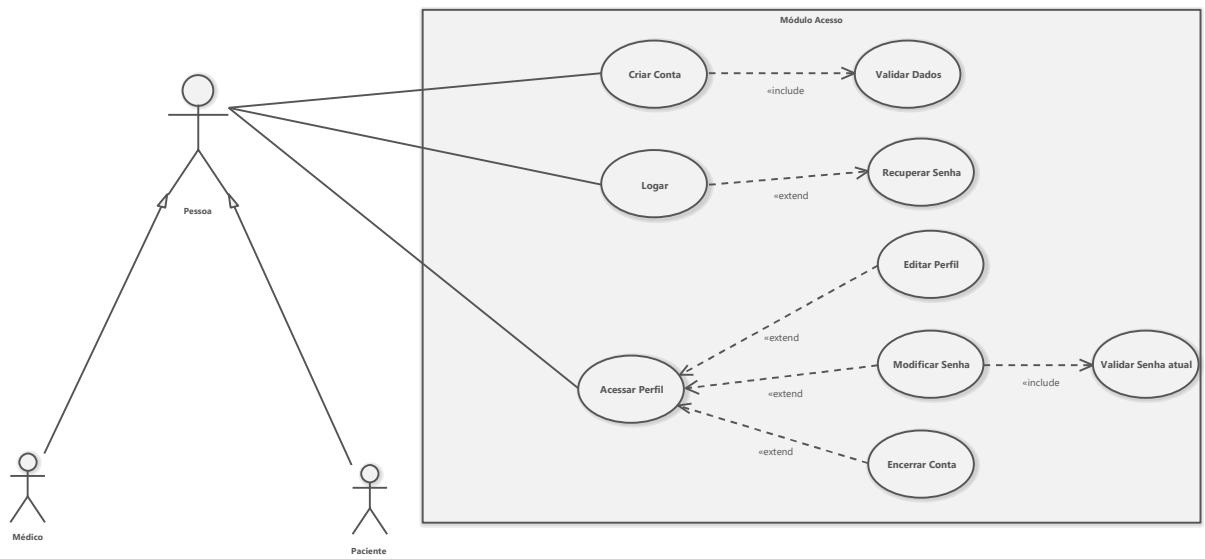 Módulo Acesso
Criar Conta
Validar Dados
«include
Logar
Recuperar Senha
«extend
Pessoa
Editar Perfil
«extend
Acessar Perfil
Modificar Senha
Validar Senha atual
«extend
«include
Encerrar Conta
«extend
Médico
Paciente